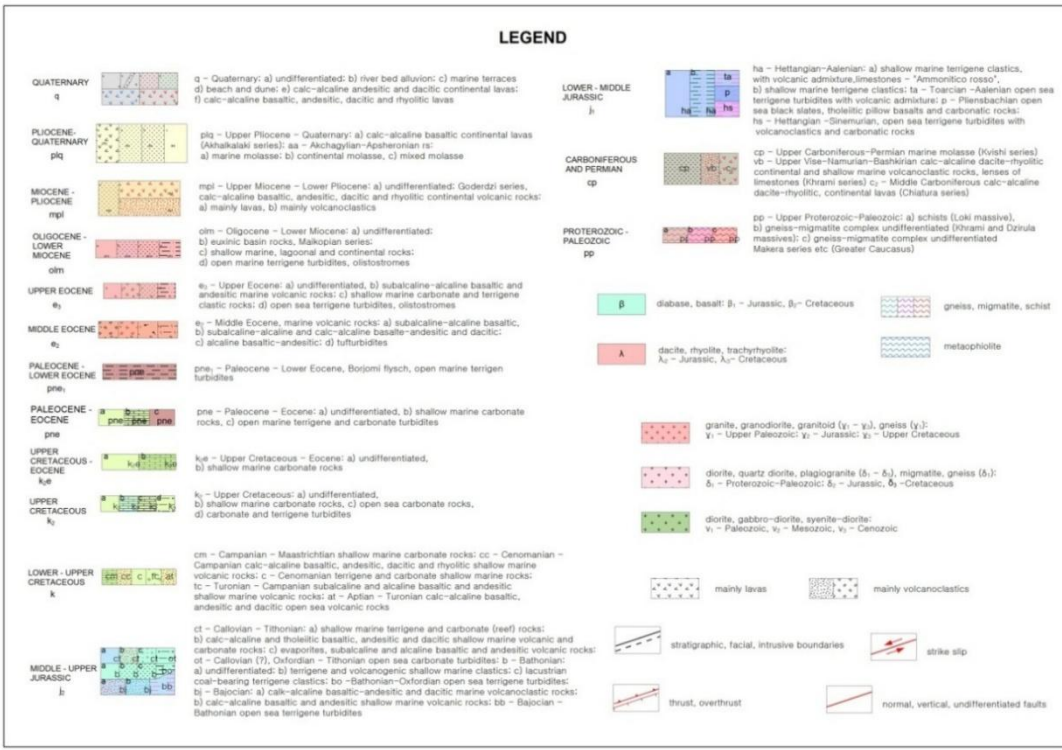 LEGEND
QUATERNARY
q
q - Quaternary: a) undifferentiated: b) river bed alluvion: c) marine terraces
d) beach and dune: e) calc-alkaline andesitic and dacitic continental lavas:
f) calc-alkaline basaltic, andesitic, dacitic and rhyolitic lavas
PLIOCENE-
QUATERNARY
plq
plq - Upper Pliocene - Quaternary: a) calc-alcaline basaltic continental lavas
(Akhalkalaki series): aa - Akchagylian-Apsheronian rs:
a) marine molasse: b) continental molasse, c) mixed molasse
MIOCENE -
PLIOCENE
mpl
mpl - Upper Miocene - Lower Pliocene: a) undifferentiated: Goderdzi series,
calc-alkaline basaltic, andesitic, dacitic and rhyolitic continental volcanic rocks:
a) mainly lavas, b) mainly volcanoclastics
OLIGOCENE -
LOWER
MIOCENE
olm
olm - Oligocene - Lower Miocene: a) undifferentiated:
b) euxinic basin rocks, Maikopian series:
c) shallow marine, lagoonal and continental rocks:
d) open marine terrigene turbidites, olistostromes
UPPER EOCENE
e₃
e₃ - Upper Eocene: a) undifferentiated, b) subalcaline-alcaline basaltic and
andesitic marine volcanic rocks: c) shallow marine carbonate and terrigene
clastic rocks: d) open sea terrigene turbidites, olistostromes
MIDDLE EOCENE
e₂
e₂ - Middle Eocene, marine volcanic rocks: a) subalcaline-alcaline basaltic,
b) subalcaline-alcaline and calc-alcaline basalte-andesitic and dacitic:
c) alcaline basaltic-andesitic: d) tufturbidites
PALEOCENE -
LOWER EOCENE
pne₁
pne
pne₁ - Paleocene - Lower Eocene, Borjomi flysch, open marine terrigen
turbidites
PALEOCENE -
EOCENE
pne
a b c
pne pne pne
pne - Paleocene - Eocene: a) undifferentiated, b) shallow marine carbonate
rocks, c) open marine terrigene and carbonate turbidites
UPPER
CRETACEOUS -
EOCENE
k₂e
a b
k₂e
k₂e - Upper Cretaceous - Eocene: a) undifferentiated,
b) shallow marine carbonate rocks
UPPER
CRETACEOUS
k₂
a b d
k₂ - Upper Cretaceous: a) undifferentiated,
b) shallow marine carbonate rocks, c) open sea carbonate rocks,
d) carbonate and terrigene turbidites
LOWER - UPPER
CRETACEOUS
k
cm cc c tc at
cm - Campanian - Maastrichtian shallow marine carbonate rocks: cc - Cenomanian -
Campanian calc-alkaline basaltic, andesitic, dacitic and rhyolitic shallow marine
volcanic rocks: c - Cenomanian terrigene and carbonate shallow marine rocks:
tc - Turonian - Campanian subalcaline and alcaline basaltic and andesitic
shallow marine volcanic rocks: at - Aptian - Turonian calc-alkaline basaltic,
andesitic and dacitic open sea volcanic rocks
MIDDLE - UPPER
JURASSIC
j₂
ct - Callovian - Tithonian: a) shallow marine terrigene and carbonate (reef) rocks:
b) calc-alcaline and tholeiitic basaltic, andesitic and dacitic shallow marine volcanic and
carbonate rocks: c) evaporites, subalcaline and alcaline basaltic and andesitic volcanic rocks:
ot - Callovian (?), Oxfordian - Tithonian open sea carbonate turbidites: b - Bathonian:
a) undifferentiated: b) terrigene and volcanogenic shallow marine clastics: c) lacustrian
coal-bearing terrigene clastics: bo -Bathonian-Oxfordian open sea terrigene turbidites:
bj - Bajocian: a) calk-alcaline basaltic-andesitic and dacitic marine volcanoclastic rocks:
b) calc-alcaline basaltic and andesitic shallow marine volcanic rocks: bb - Bajocian -
Bathonian open sea terrigene turbidites
LOWER - MIDDLE
JURASSIC
j₁
a b
ta
p
ha ha hs
ha - Hettangian-Aalenian: a) shallow marine terrigene clastics,
with volcanic admixture,limestones - "Ammonitico rosso",
b) shallow marine terrigene clastics: ta - Toarcian -Aalenian open sea
terrigene turbidites with volcanic admixture: p - Pliensbachian open
sea black slates, tholeiitic pillow basalts and carbonatic rocks:
hs - Hettangian -Sinemurian, open sea terrigene turbidites with
volcanoclastics and carbonatic rocks
CARBONIFEROUS
AND PERMIAN
cp
cp vb c₂
cp - Upper Carboniferous-Permian marine molasse (Kvishi series)
vb - Upper Vise-Namurian-Bashkirian calc-alcaline dacite-rhyolitic
continental and shallow marine volcanoclastic rocks, lenses of
limestones (Khrami series) c₂ - Middle Carboniferous calc-alcaline
dacite-rhyolitic, continental lavas (Chiatura series)
PROTEROZOIC -
PALEOZOIC
pp
a b c
pp pp pp
pp - Upper Proterozoic-Paleozoic: a) schists (Loki massive),
b) gneiss-migmatite complex undifferentiated (Khrami and Dzirula
massives): c) gneiss-migmatite complex undifferentiated
Makera series etc (Greater Caucasus)
β diabase, basalt: β₁ - Jurassic, β₂- Cretaceous
gneiss, migmatite, schist
λ dacite, rhyolite, trachyrhyolite:
λ₂ - Jurassic, λ₃- Cretaceous
metaophiolite
granite, granodiorite, granitoid (γ₁ - γ₃), gneiss (γ₁):
γ₁ - Upper Paleozoic: γ₂ - Jurassic: γ₃ - Upper Cretaceous
diorite, quartz diorite, plagiogranite (δ₁ - δ₃), migmatite, gneiss (δ₁):
δ₁ - Proterozoic-Paleozoic: δ₂ - Jurassic, δ₃ -Cretaceous
diorite, gabbro-diorite, syenite-diorite:
ν₁ - Paleozoic, ν₂ - Mesozoic, ν₃ - Cenozoic
mainly lavas
mainly volcanoclastics
stratigraphic, facial, intrusive boundaries
strike slip
thrust, overthrust
normal, vertical, undifferentiated faults